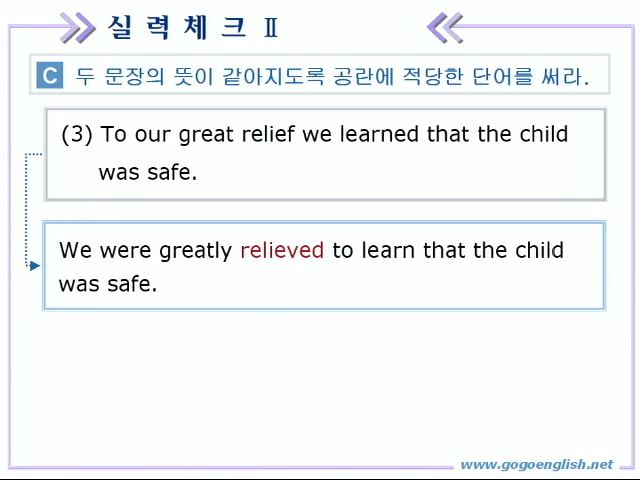 실력체크 Ⅱ
C 두 문장의 뜻이 같아지도록 공란에 적당한 단어를 써라.
(3) To our great relief we learned that the child
was safe.
We were greatly relieved to learn that the child
was safe.
www.gogoenglish.net